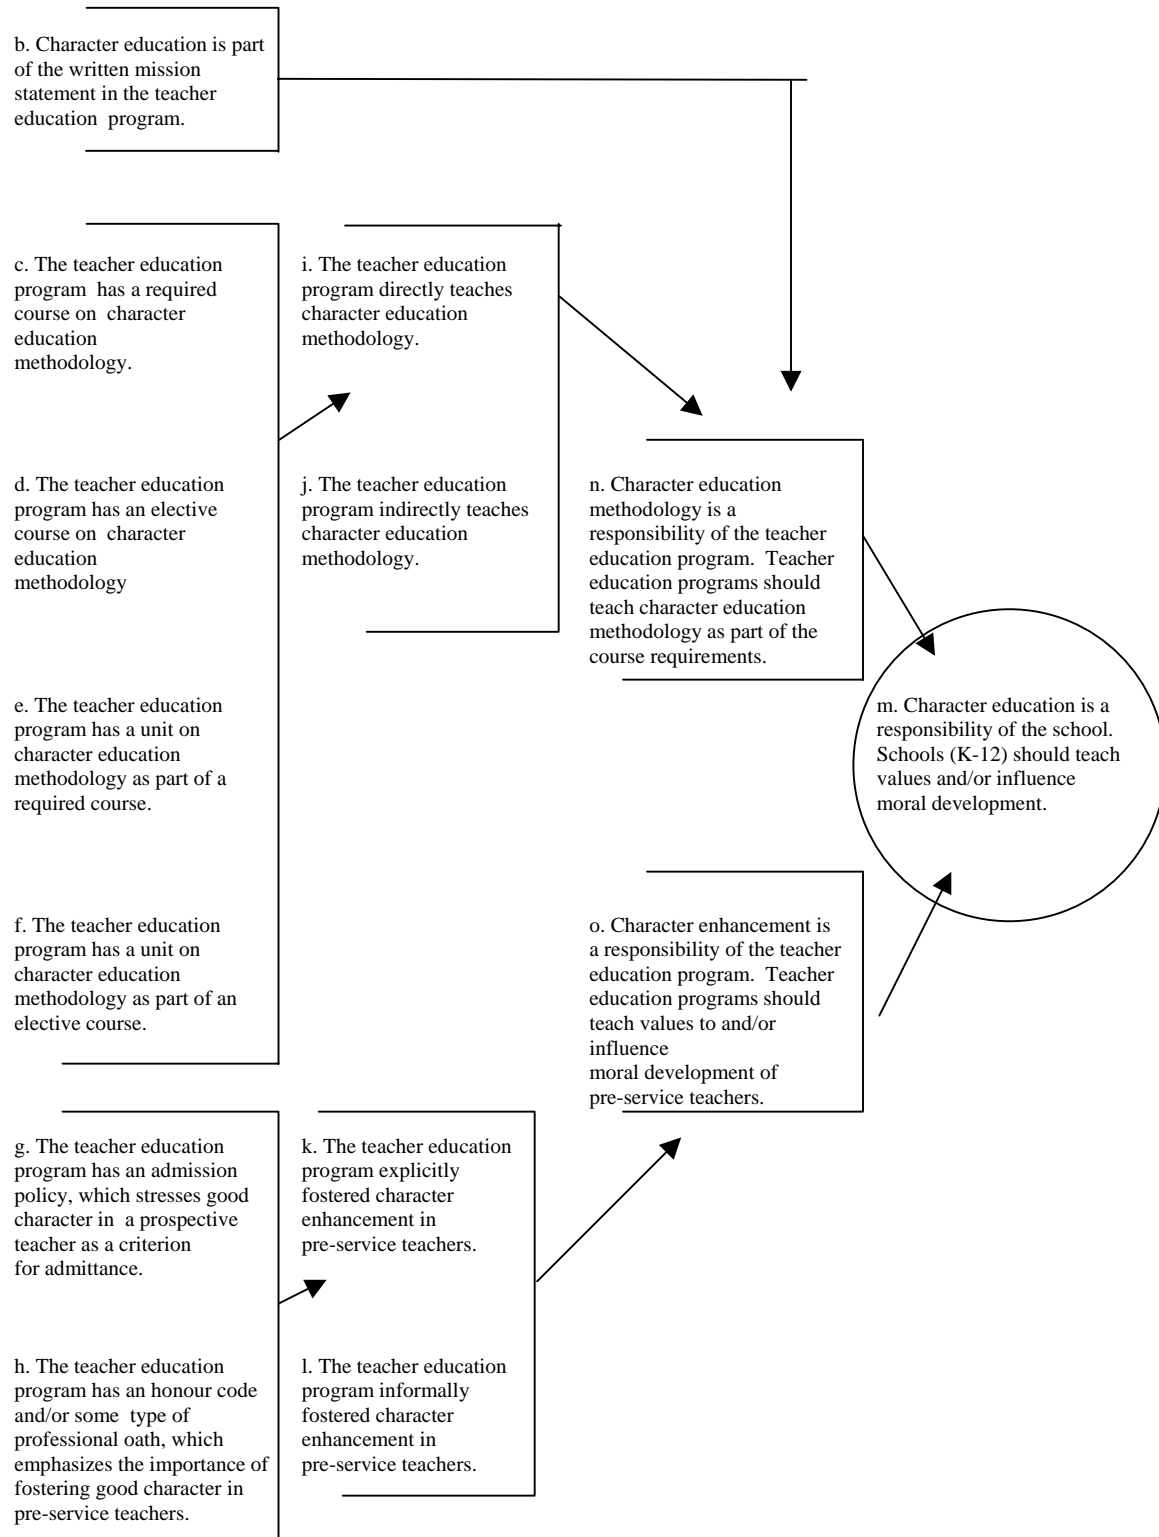 b. Character education is part
of the written mission
statement in the teacher
education program.
c. The teacher education
program has a required
course on character
education
methodology.
i. The teacher education
program directly teaches
character education
methodology.
d. The teacher education
program has an elective
course on character
education
methodology
j. The teacher education
program indirectly teaches
character education
methodology.
n. Character education
methodology is a
responsibility of the teacher
education program. Teacher
education programs should
teach character education
methodology as part of the
course requirements.
e. The teacher education
program has a unit on
character education
methodology as part of a
required course.
m. Character education is a
responsibility of the school.
Schools (K-12) should teach
values and/or influence
moral development.
f. The teacher education
program has a unit on
character education
methodology as part of an
elective course.
o. Character enhancement is
a responsibility of the teacher
education program. Teacher
education programs should
teach values to and/or
influence
moral development of
pre-service teachers.
g. The teacher education
program has an admission
policy, which stresses good
character in a prospective
teacher as a criterion
for admittance.
k. The teacher education
program explicitly
fostered character
enhancement in
pre-service teachers.
h. The teacher education
program has an honour code
and/or some type of
professional oath, which
emphasizes the importance of
fostering good character in
pre-service teachers.
l. The teacher education
program informally
fostered character
enhancement in
pre-service teachers.